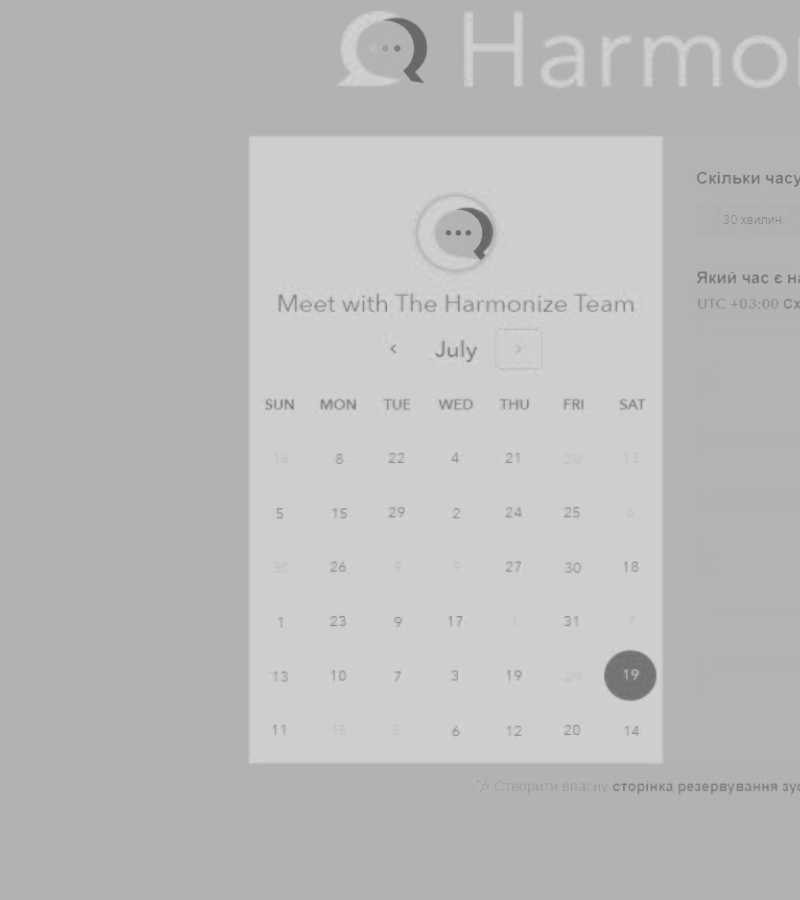 Harmo
Meet with The Harmonize Team
July
SUN MON TUE WED THU FRI SAT
18 8 22 4 21 20 13
5 15 29 2 24 25 6
30 26 9 9 27 30 18
1 23 9 17 1 31 7
13 10 7 3 19 29 19
11 15 5 6 12 20 14
Скільки часу
30 хвилин
Який час є на
UTC +03:00 Сх
Створити власну сторінка резервування зу